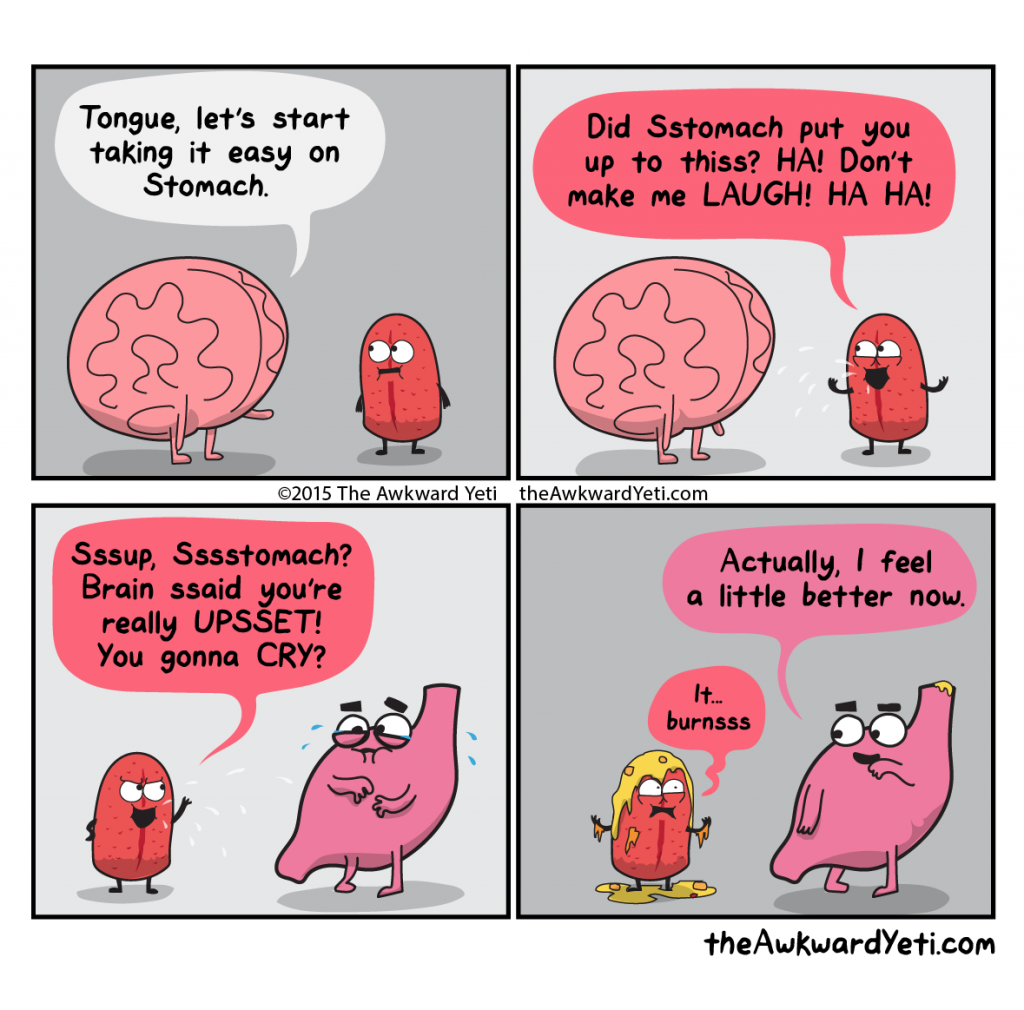 Tongue, let's start
taking it easy on
Stomach.
Did Sstomach put you
up to thiss? HA! Don't
make me LAUGH! HA HA!
©2015 The Awkward Yeti theAwkwardYeti.com
Sssup, Sssstomach?
Brain ssaid you're
really UPSSET!
You gonna CRY?
Actually, I feel
a little better now.
It...
burnsss
theAwkwardYeti.com